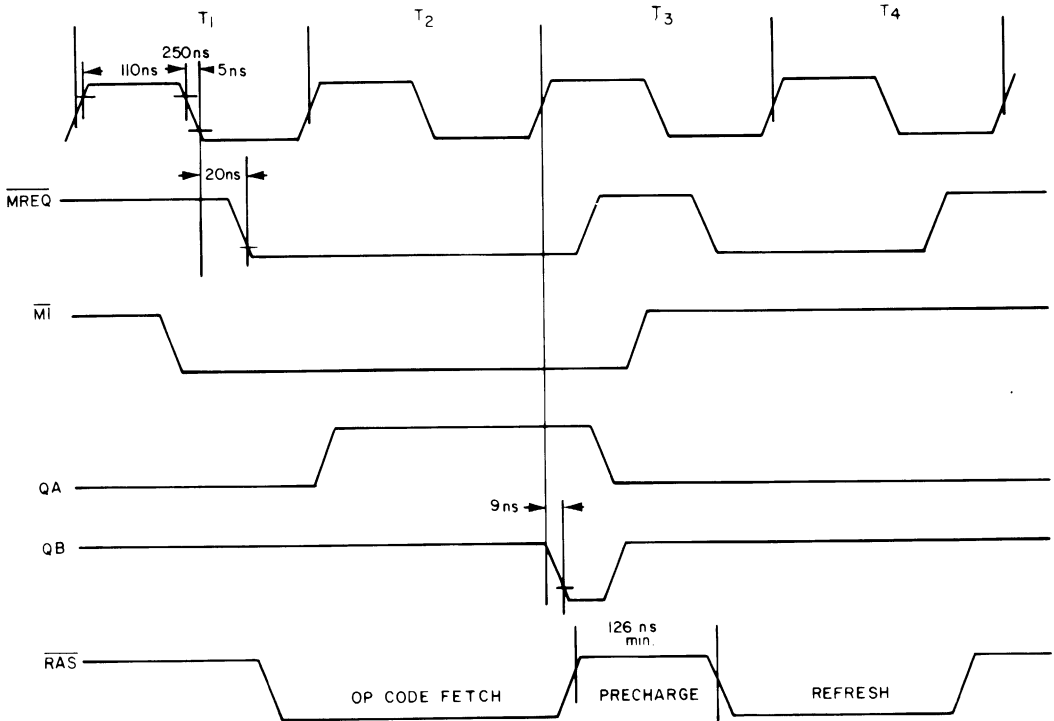 T1 T2 T3 T4
250ns
110ns 5ns
20ns
MREQ
M1
QA
9ns
QB
126 ns
min.
RAS
OP CODE FETCH PRECHARGE REFRESH